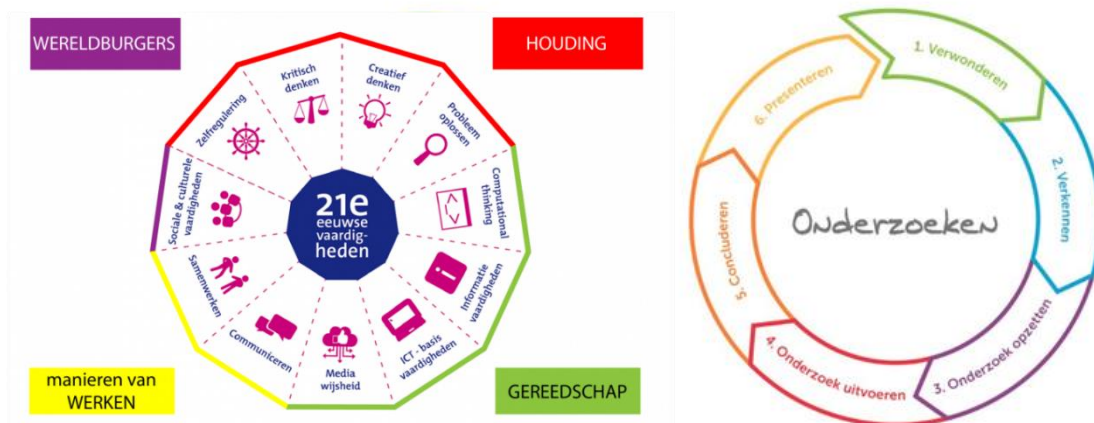 WERELDBURGERS
HOUDING
Kritisch
denken
Creatief
denken
Probleem
oplossen
Computational
thinking
Informatie
vaardigheden
ICT - basis
vaardigheden
Media
wijsheid
Communiceren
Samenwerken
Sociale & culturele
vaardigheden
Zelfregulering
21e
eeuwse
vaardig-
heden
manieren van
WERKEN
GEREEDSCHAP
1. Verwonderen
2. Verkennen
3. Onderzoek opzetten
4. Onderzoek uitvoeren
5. Concluderen
6. Presenteren
Onderzoeken